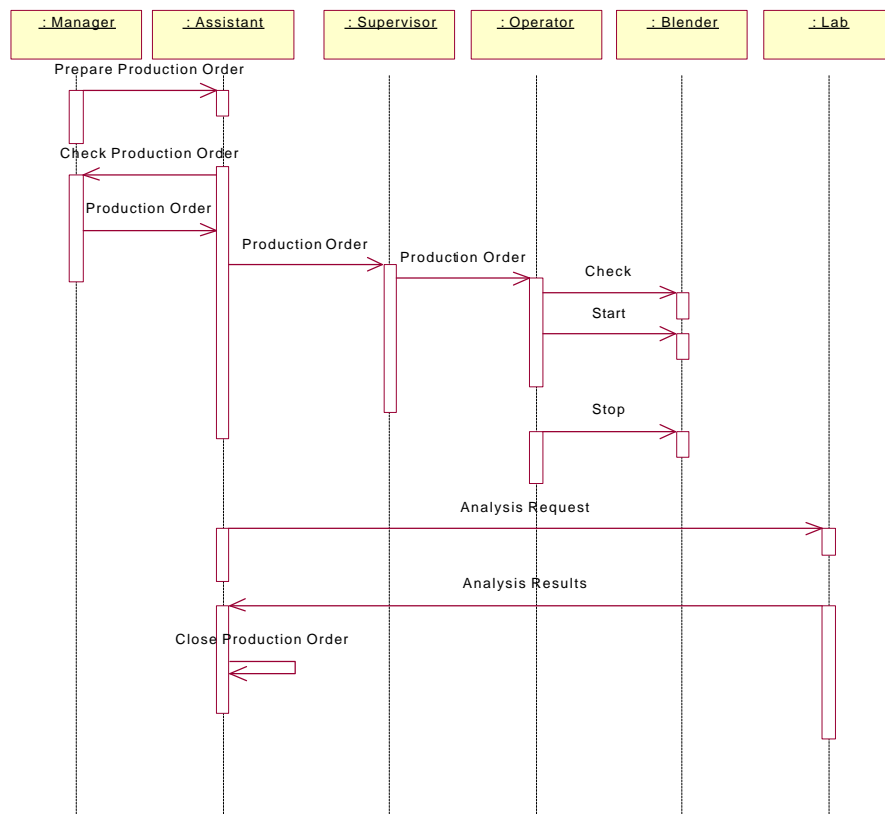 : Manager
: Assistant
: Supervisor
: Operator
: Blender
: Lab
Prepare Production Order
Check Production Order
Production Order
Production Order
Production Order
Check
Start
Stop
Analysis Request
Analysis Results
Close Production Order